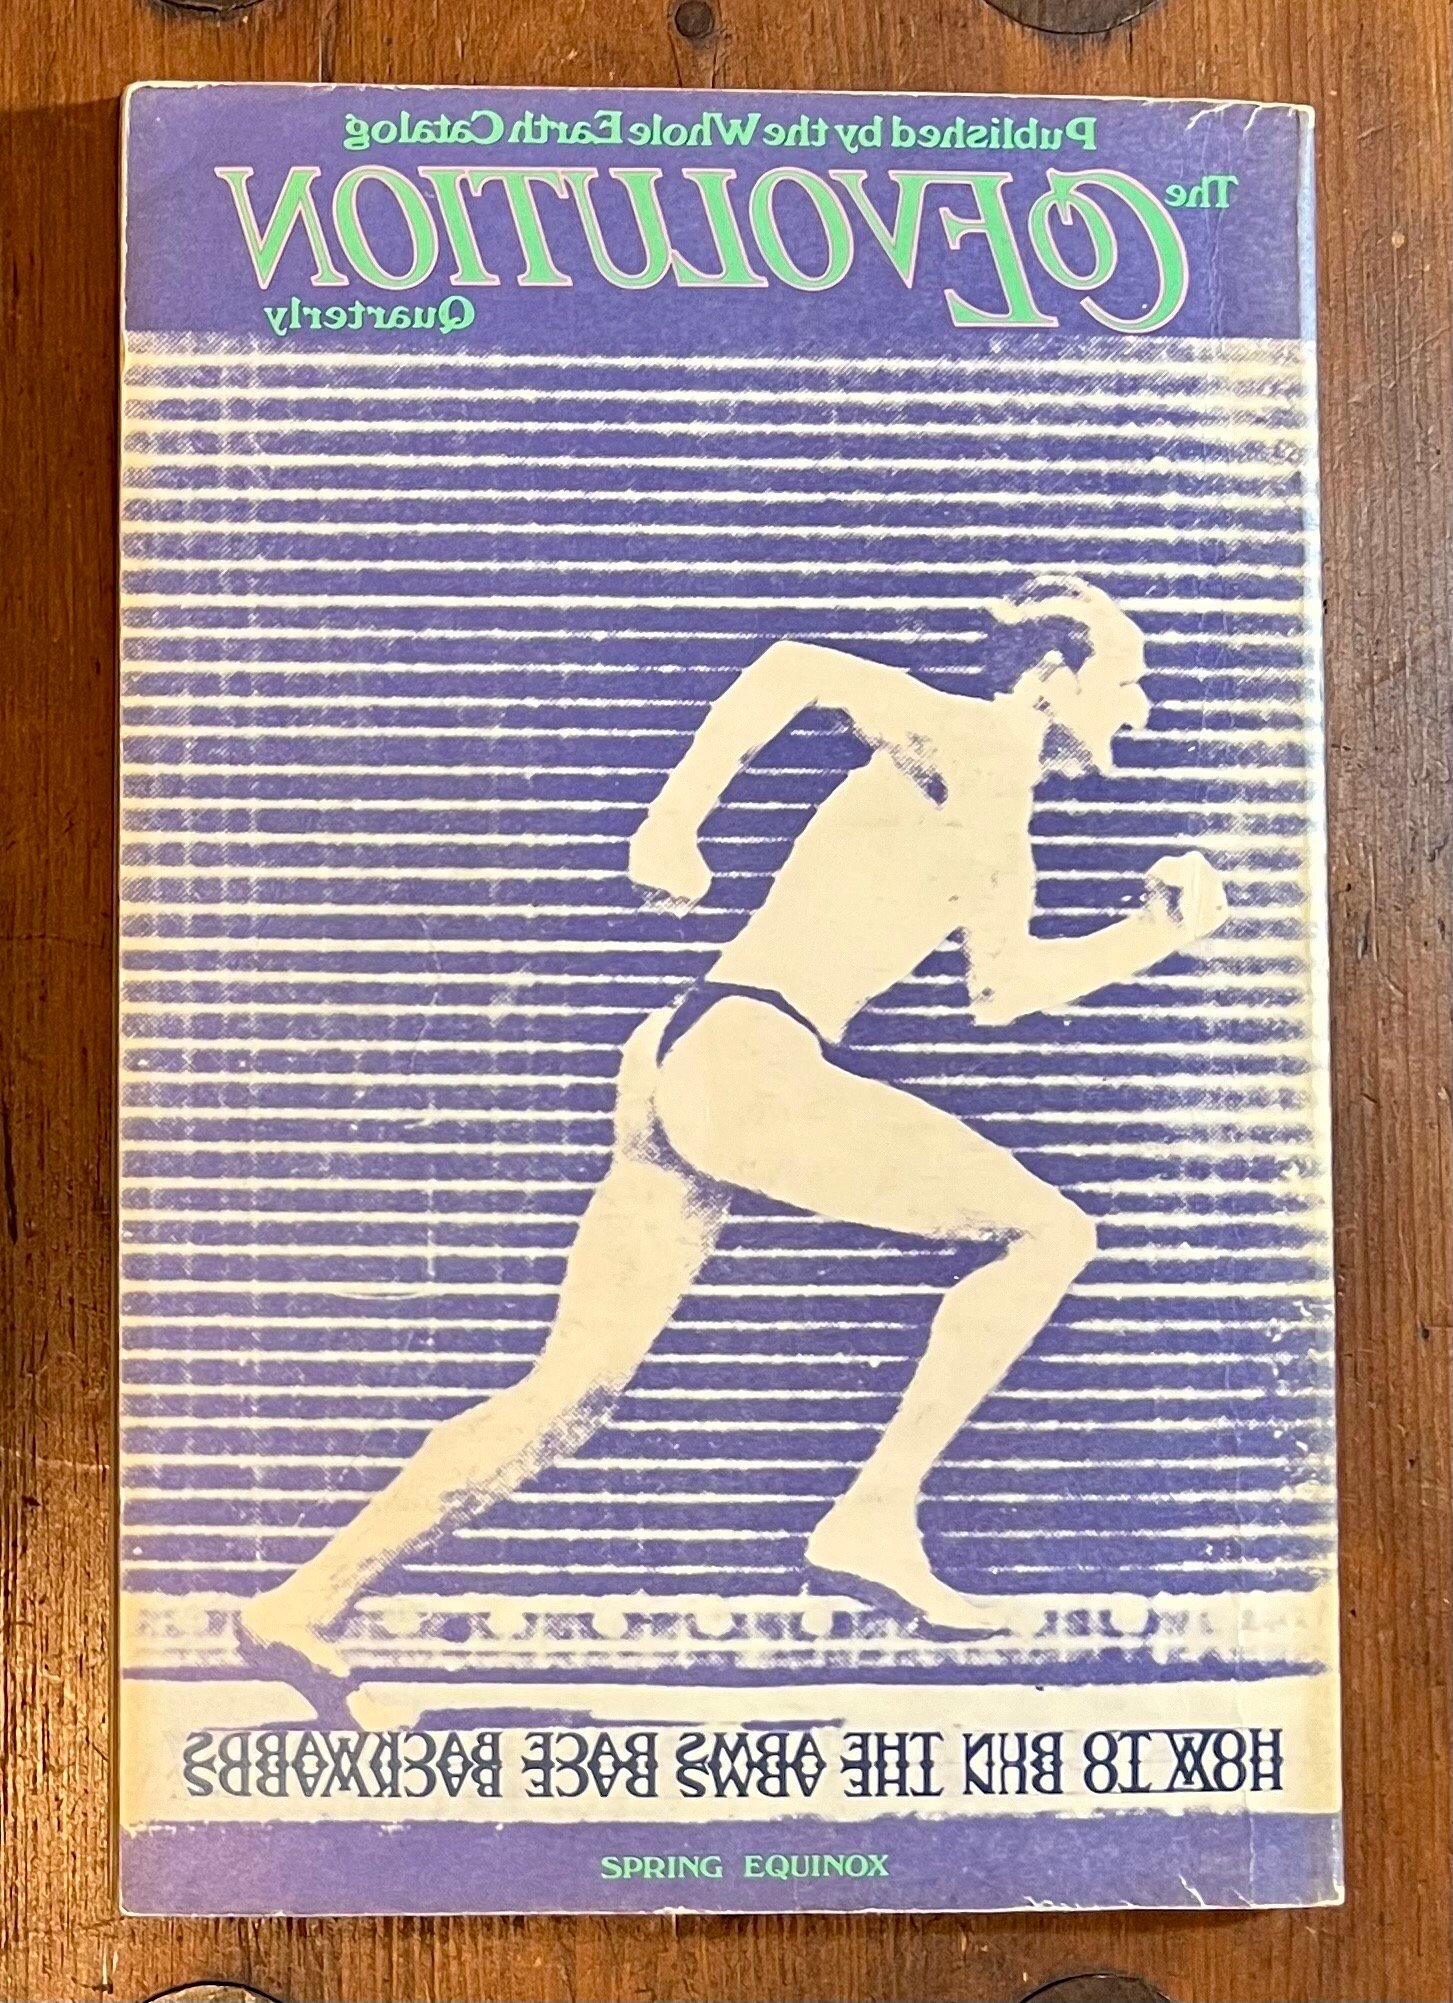 Published by the Whole Earth Catalog
The COEVOLUTION
Quarterly
HOW TO RUN THE ARMS RACE BACKWARDS
SPRING EQUINOX